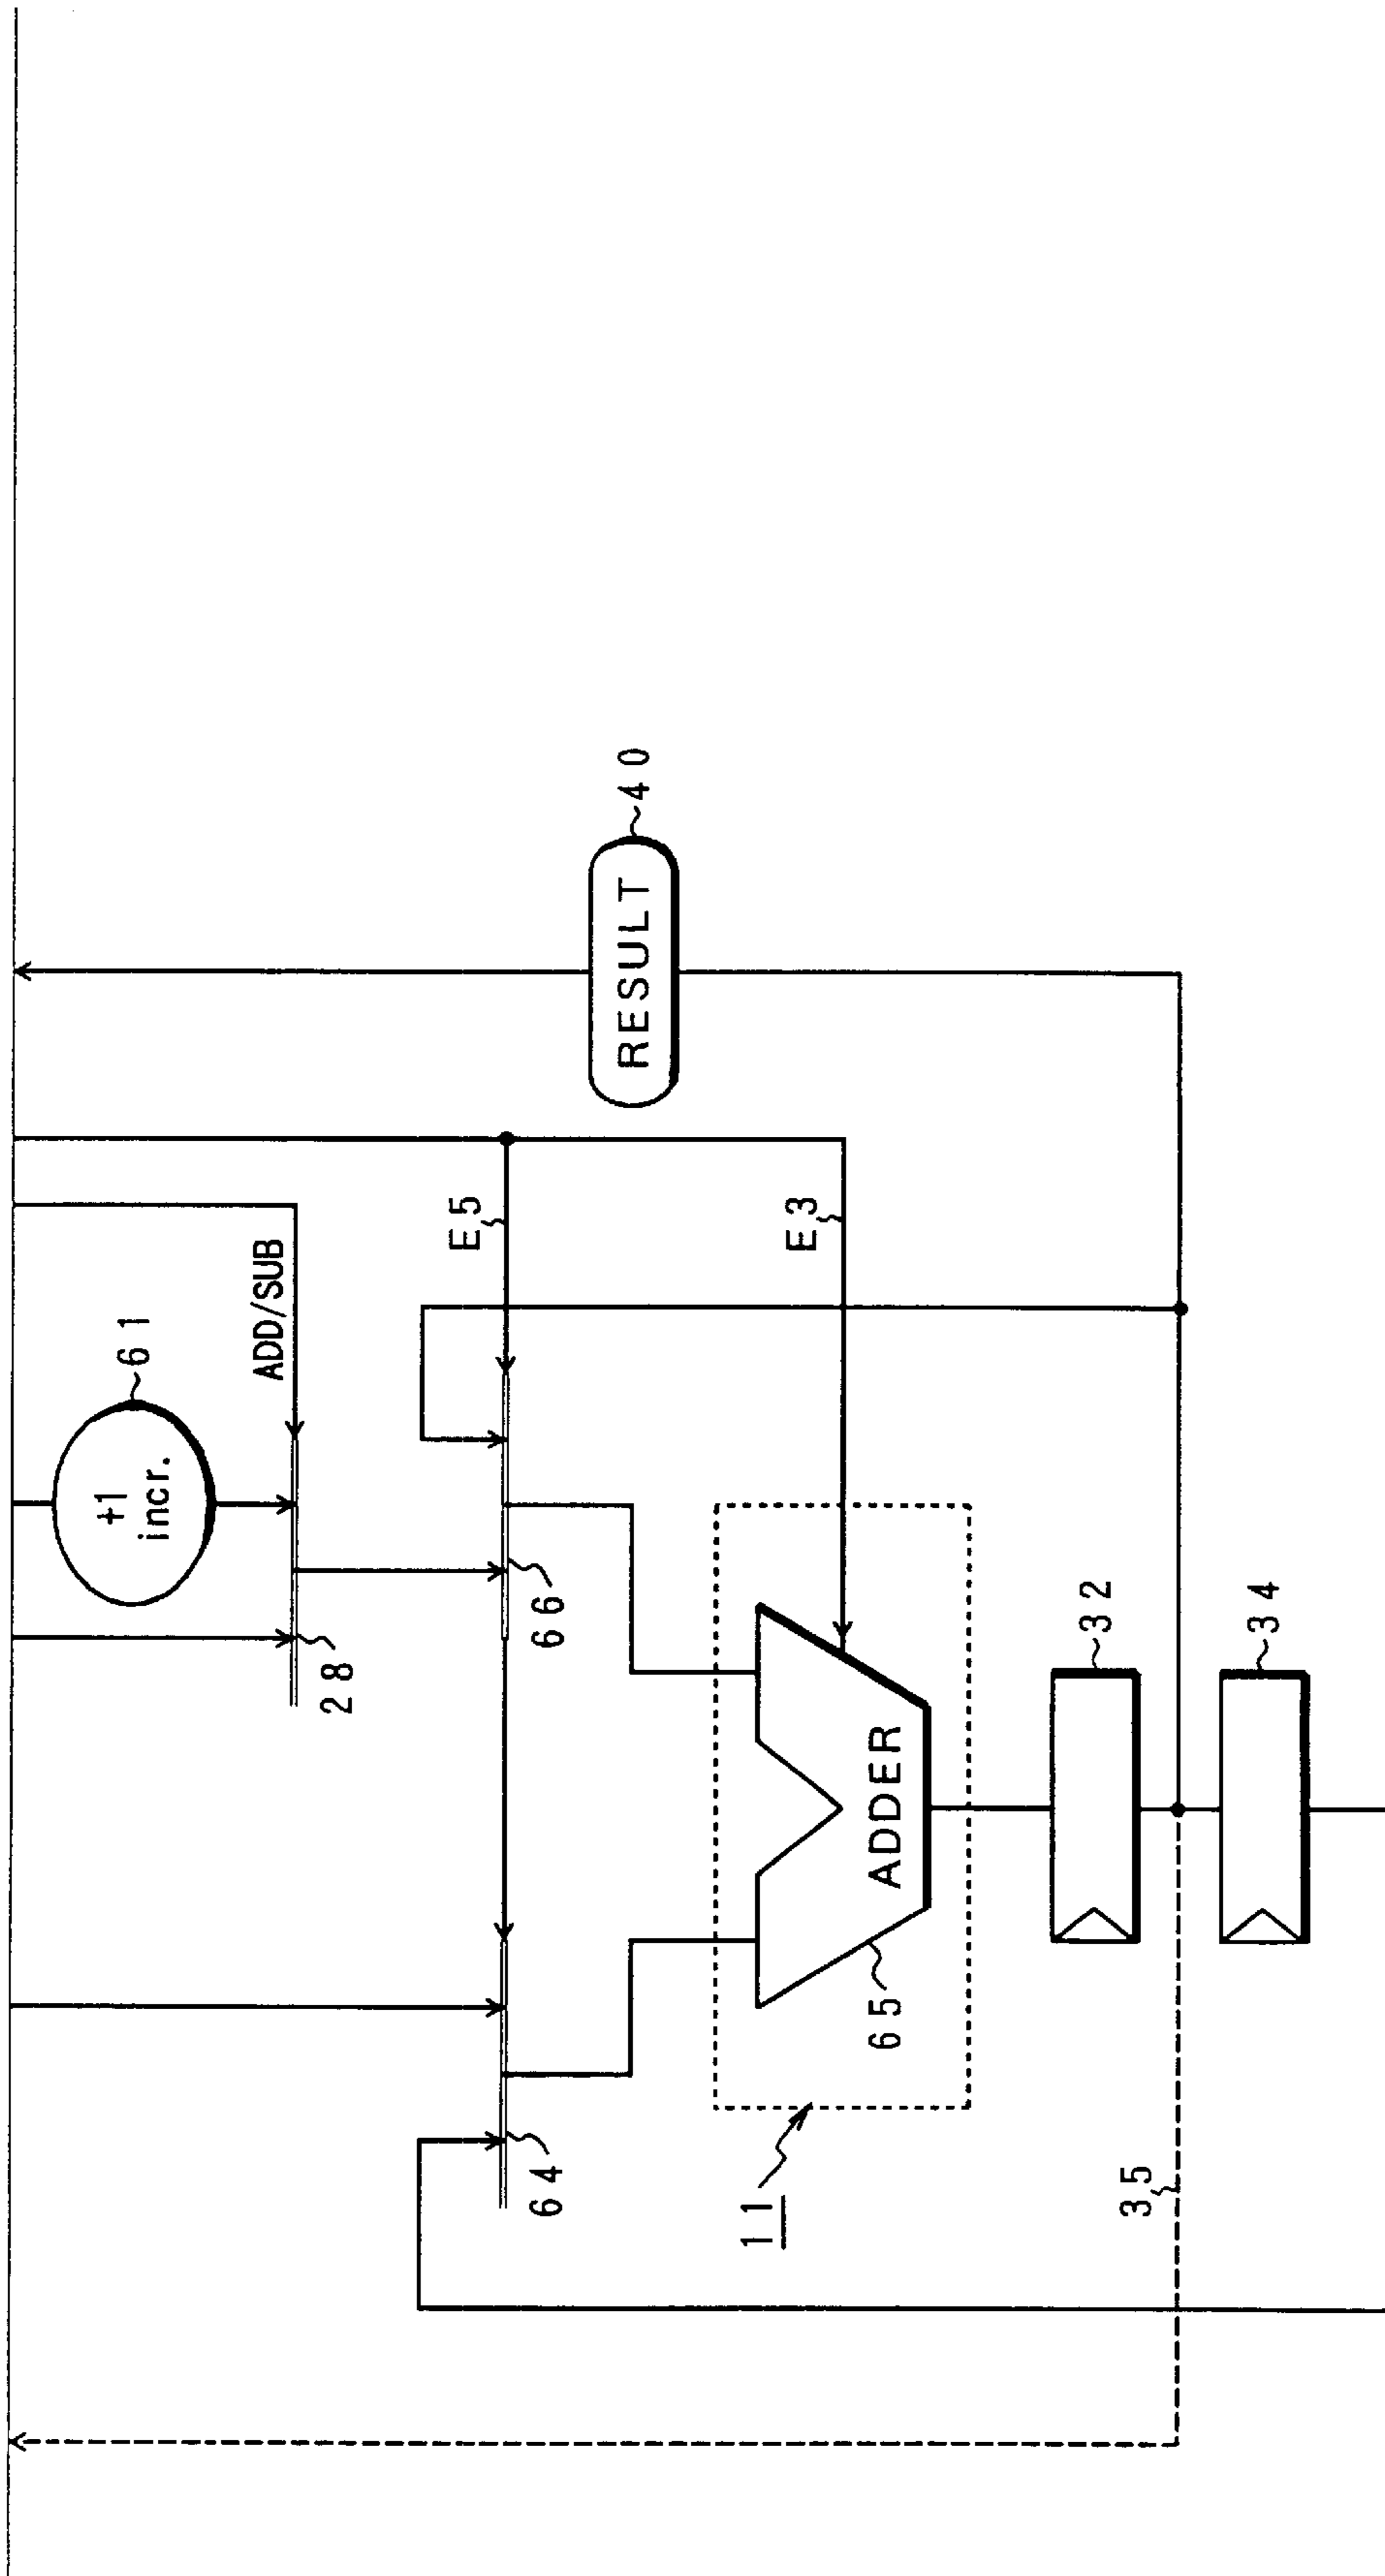 +1
incr.
61
ADD/SUB
28
E5
66
64
RESULT
40
E3
11
ADDER
65
32
35
34